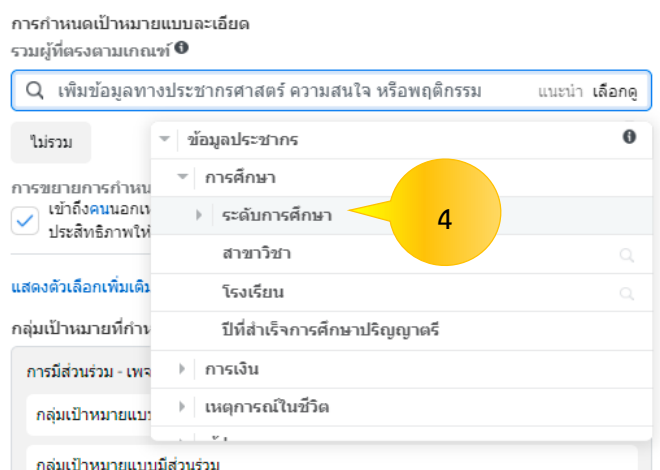 การกำหนดเป้าหมายแบบละเอียด
รวมผู้ที่ตรงตามเกณฑ์
เพิ่มข้อมูลทางประชากรศาสตร์ ความสนใจ หรือพฤติกรรม แนะนำ เลือกดู
ไม่รวม
ข้อมูลประชากร
การศึกษา
การขยายการกำหน
เข้าถึงคนนอกเห
ระดับการศึกษา
4
ประสิทธิภาพให้
สาขาวิชา
แสดงตัวเลือกเพิ่มเติม
โรงเรียน
กลุ่มเป้าหมายที่กำห
ปีที่สำเร็จการศึกษาปริญญาตรี
การมีส่วนร่วม - เพจ
การเงิน
กลุ่มเป้าหมายแบบ
เหตุการณ์ในชีวิต
กลุ่มเป้าหมายแบบมีส่วนร่วม